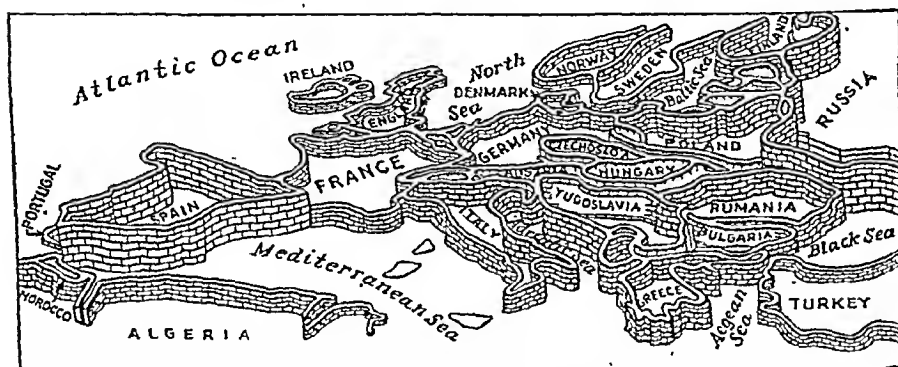 Atlantic Ocean
IRELAND
North
Sea
DENMARK
NORWAY
SWEDEN
Baltic Sea
RUSSIA
GERMANY
POLAND
FRANCE
HUNGARY
PORTUGAL
SPAIN
ITALY
YUGOSLAVIA
RUMANIA
BULGARIA
Black Sea
Mediterranean Sea
MOROCCO
ALGERIA
GREECE
Aegean
Sea
TURKEY